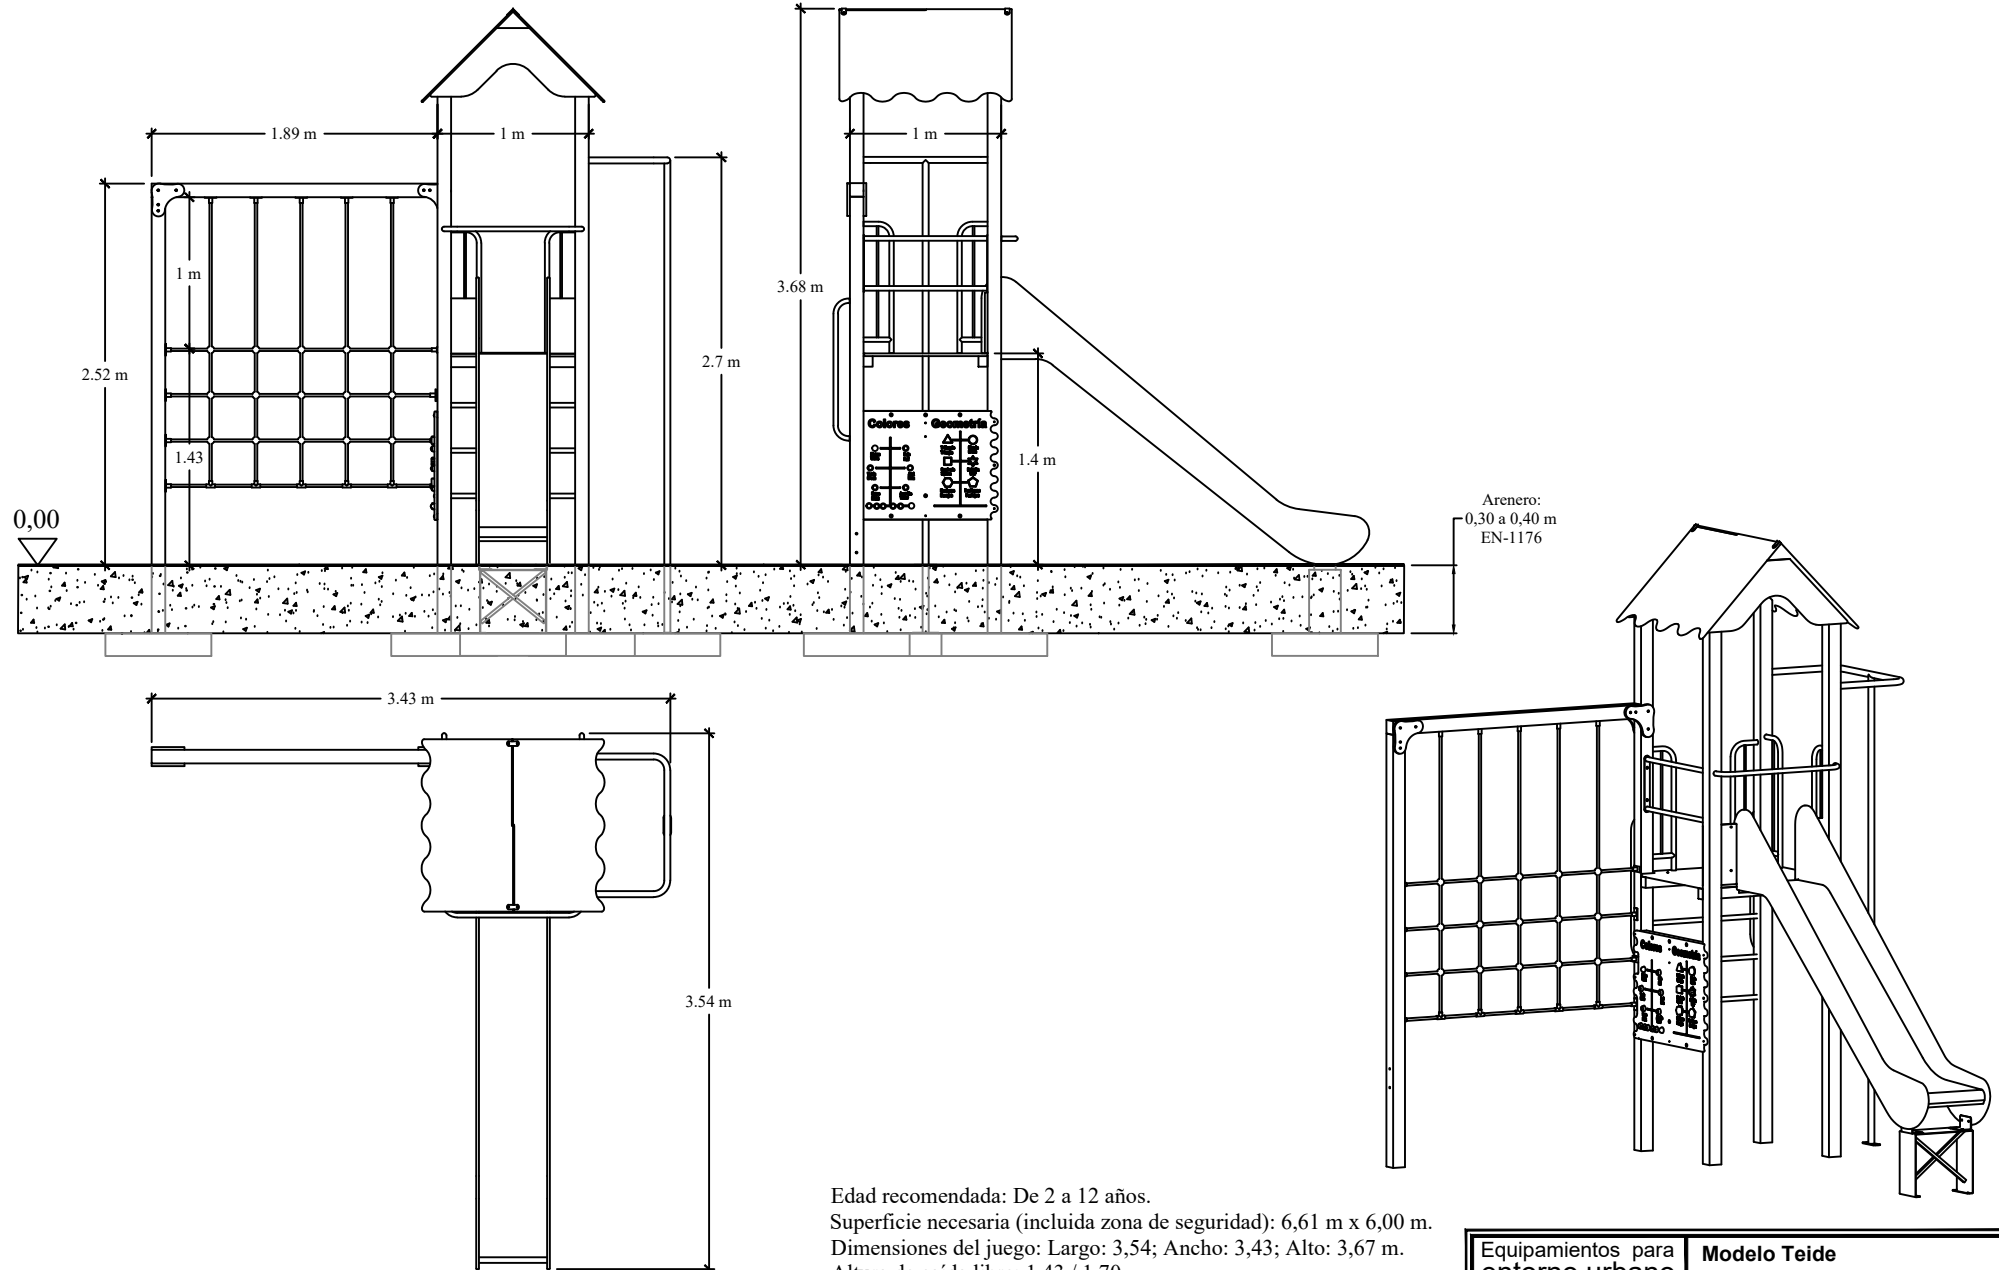 1.89 m
1 m
1 m
1 m
2.52 m
1.43
2.7 m
3.68 m
Colores Geometría
1.4 m
0,00
Arenero:
0,30 a 0,40 m
EN-1176
3.43 m
3.54 m
Colores Geometría
Edad recomendada: De 2 a 12 años.
Superficie necesaria (incluida zona de seguridad): 6,61 m x 6,00 m.
Dimensiones del juego: Largo: 3,54; Ancho: 3,43; Alto: 3,67 m.
Equipamientos para
entorno urbano
Modelo Teide